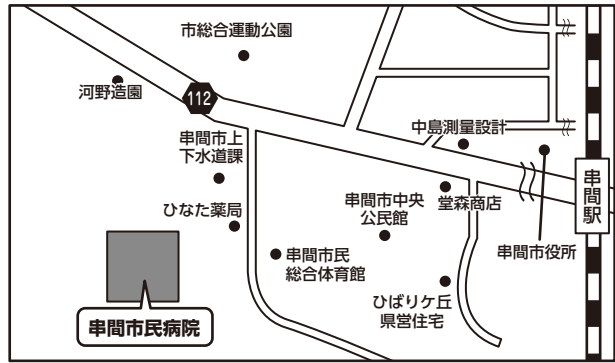 市総合運動公園
河野造園
112
中島測量設計
串間市上
下水道課
串間駅
串間市中央
公民館
堂森商店
ひなた薬局
串間市民
総合体育館
串間市役所
ひばりケ丘
県営住宅
串間市民病院